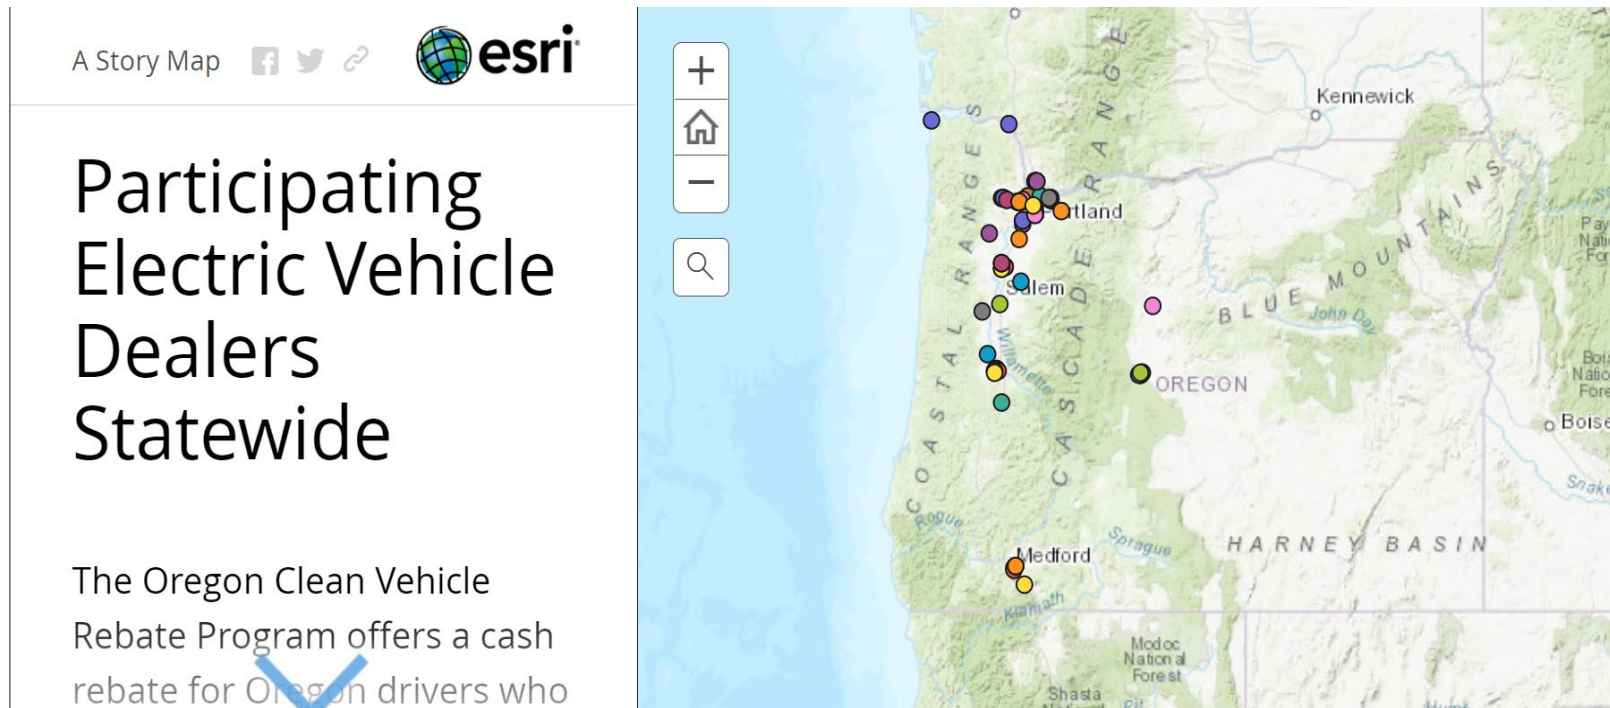 A Story Map
esri
Participating
Electric Vehicle
Dealers
Statewide
The Oregon Clean Vehicle
Rebate Program offers a cash
rebate for Oregon drivers who
Kennewick
COASTAL RANGES
CASCADE RANGE
Salem
Willamette
BLUE MOUNTAINS
John Day
OREGON
Boise
Snake
Rogue
Medford
Sprague
Klamath
HARNEY BASIN
Modoc
National
Forest
Shasta
Pit